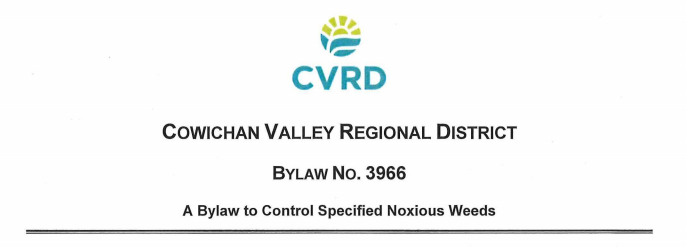 CVRD
COWICHAN VALLEY REGIONAL DISTRICT
BYLAW NO. 3966
A Bylaw to Control Specified Noxious Weeds